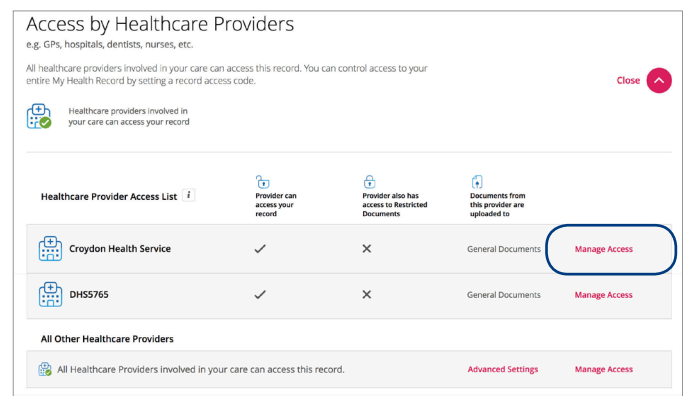 Access by Healthcare Providers
e.g. GPs, hospitals, dentists, nurses, etc.
All healthcare providers involved in your care can access this record. You can control access to your
entire My Health Record by setting a record access code.
Close
Healthcare providers involved in
your care can access your record
Healthcare Provider Access List i
Provider can
access your
record
Provider also has
access to Restricted
Documents
Documents from
this provider are
uploaded to
Croydon Health Service
General Documents
Manage Access
DHS5765
General Documents
Manage Access
All Other Healthcare Providers
All Healthcare Providers involved in your care can access this record.
Advanced Settings
Manage Access